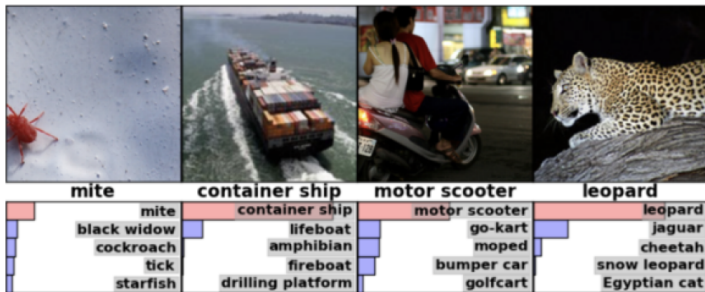 mite
container ship
motor scooter
leopard
mite
black widow
cockroach
tick
starfish
container ship
lifeboat
amphibian
fireboat
drilling platform
motor scooter
go-kart
moped
bumper car
golfcart
leopard
jaguar
cheetah
snow leopard
Egyptian cat